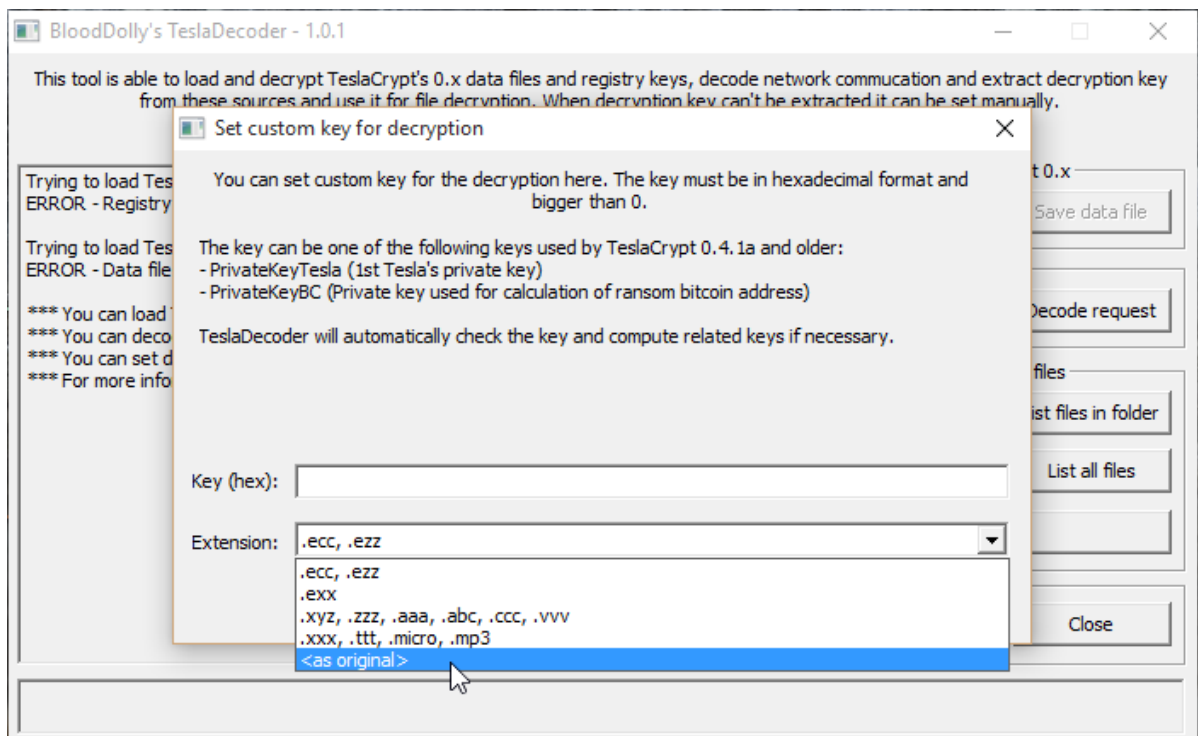 BloodDolly's TeslaDecoder - 1.0.1
This tool is able to load and decrypt TeslaCrypt's 0.x data files and registry keys, decode network commucation and extract decryption key
from these sources and use it for file decryption. When decryption key can't be extracted it can be set manually.
Set custom key for decryption
You can set custom key for the decryption here. The key must be in hexadecimal format and
bigger than 0.
The key can be one of the following keys used by TeslaCrypt 0.4.1a and older:
- PrivateKeyTesla (1st Tesla's private key)
- PrivateKeyBC (Private key used for calculation of ransom bitcoin address)
TeslaDecoder will automatically check the key and compute related keys if necessary.
Key (hex):
Extension: .ecc, .ezz
.ecc, .ezz
.exx
.xyz, .zzz, .aaa, .abc, .ccc, .vvv
.xxx, .ttt, .micro, .mp3
<as original>
Trying to load Tes
ERROR - Registry
Trying to load Tes
ERROR - Data file
*** You can load
*** You can deco
*** You can set d
*** For more info
t 0.x
Save data file
Decode request
files
ist files in folder
List all files
Close